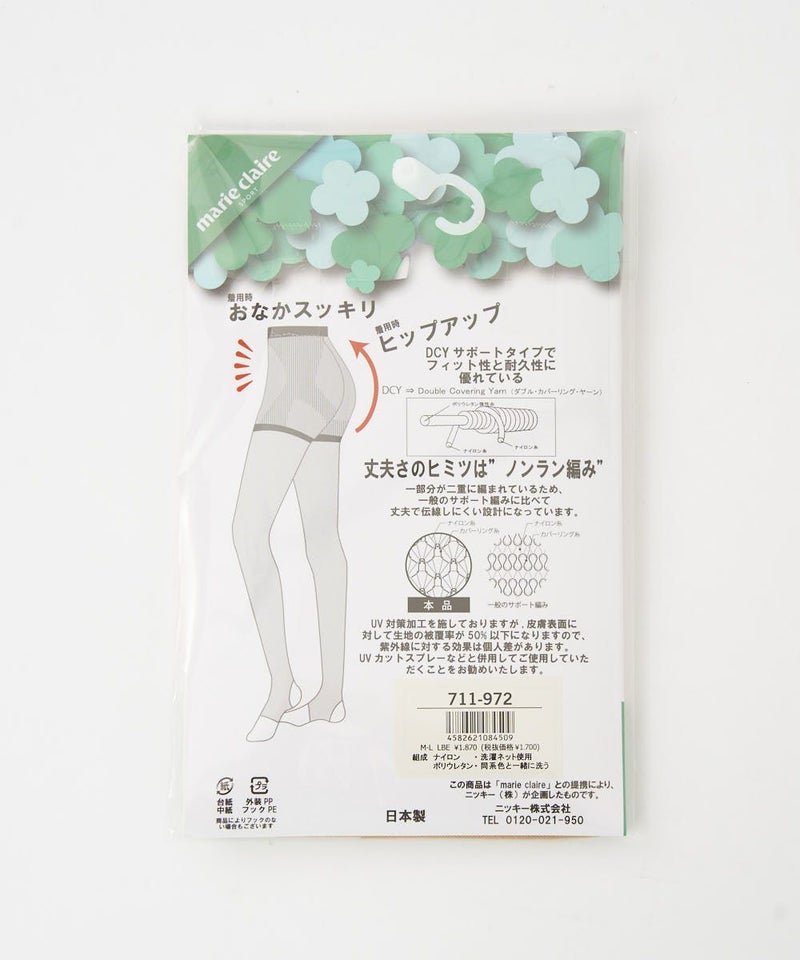 marie claire
SPORT
着用時
おなかスッキリ
着用時
ヒップアップ
DCY サポートタイプで
フィット性と耐久性に
優れている
DCY ⇒ Double Covering Yarn (ダブル・カバーリング・ヤーン)
ポリウレタン弾性糸
ナイロン糸
ナイロン糸
丈夫さのヒミツは”ノンラン編み”
一部分が二重に編まれているため、
一般のサポート編みに比べて
丈夫で伝線しにくい設計になっています。
ナイロン糸
カバーリング糸
ナイロン糸
カバーリング糸
本品
一般のサポート編み
UV 対策加工を施しておりますが、皮膚表面に
対して生地の被覆率が 50% 以下になりますので、
紫外線に対する効果は個人差があります。
UV カットスプレーなどと併用してご使用していた
だくことをお勧めいたします。
711-972
4582621084509
M-L LBE ¥1,870 (税抜価格 ¥1,700)
組成 ナイロン ・洗濯ネット使用
ポリウレタン ・同系色と一緒に洗う
この商品は「marie claire」との提携により、
ニッキー(株)が企画したものです。
紙
プラ
台紙
中紙
外装 PP
フック PE
商品によりフックのな
い場合もございます
日本製
ニッキー株式会社
TEL 0120-021-950